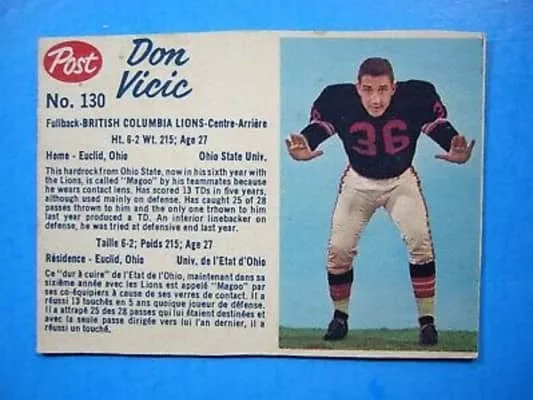 Post
Don
Vicic
No. 130
Fullback-BRITISH COLUMBIA LIONS-Centre-Arrière
Ht. 6-2 Wt. 215; Age 27
Home - Euclid, Ohio Ohio State Univ.
This hardrock from Ohio State, now in his sixth year with
the Lions, is called "Magoo" by his teammates because
he wears contact lens. Has scored 13 TDs in five years,
although used mainly on defense. Has caught 25 of 28
passes thrown to him and the only one trhown to him
last year produced a TD. An interior linebacker on
defense, he was tried at defensive end last year.
Taille 6-2; Poids 215; Age 27
Résidence - Euclid, Ohio Univ. de l'Etat d'Ohio
Ce "dur à cuire" de l'Etat de l'Ohio, maintenant dans sa
sixième année avec les Lions est appelé "Magoo" par
ses co-équipiers à cause de ses verres de contact. Il a
réussi 13 touchés en 5 ans quoique joueur de défense.
Il a attrapé 25 des 28 passes qui lui étaient destinées et
avec la seule passe dirigée vers lui l'an dernier, il a
réussi un touché.
36